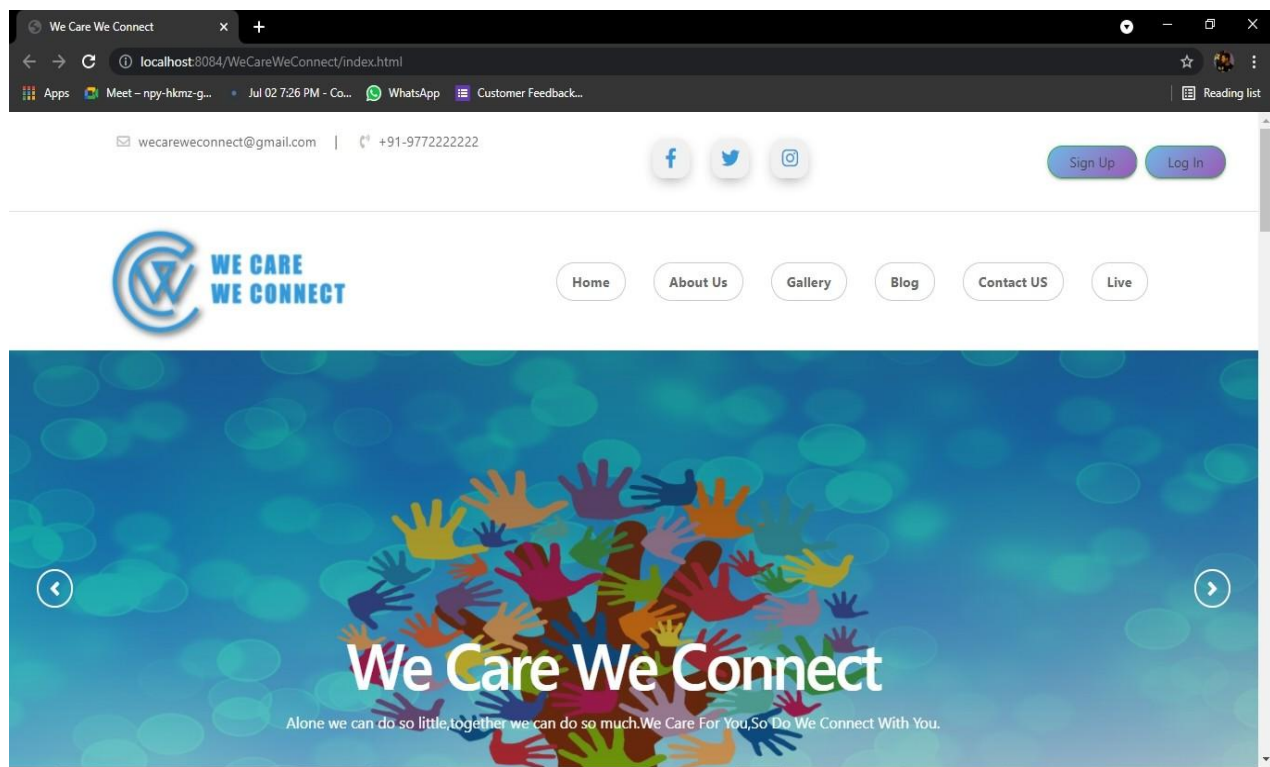 We Care We Connect
localhost:8084/WeCareWeConnect/index.html
Apps Meet – npy-hkmz-g... Jul 02 7:26 PM - Co... WhatsApp Customer Feedback... Reading list
wecareweconnect@gmail.com | +91-9772222222
Sign Up Log In
WE CARE
WE CONNECT
Home About Us Gallery Blog Contact US Live
We Care We Connect
Alone we can do so little,together we can do so much.We Care For You,So Do We Connect With You.